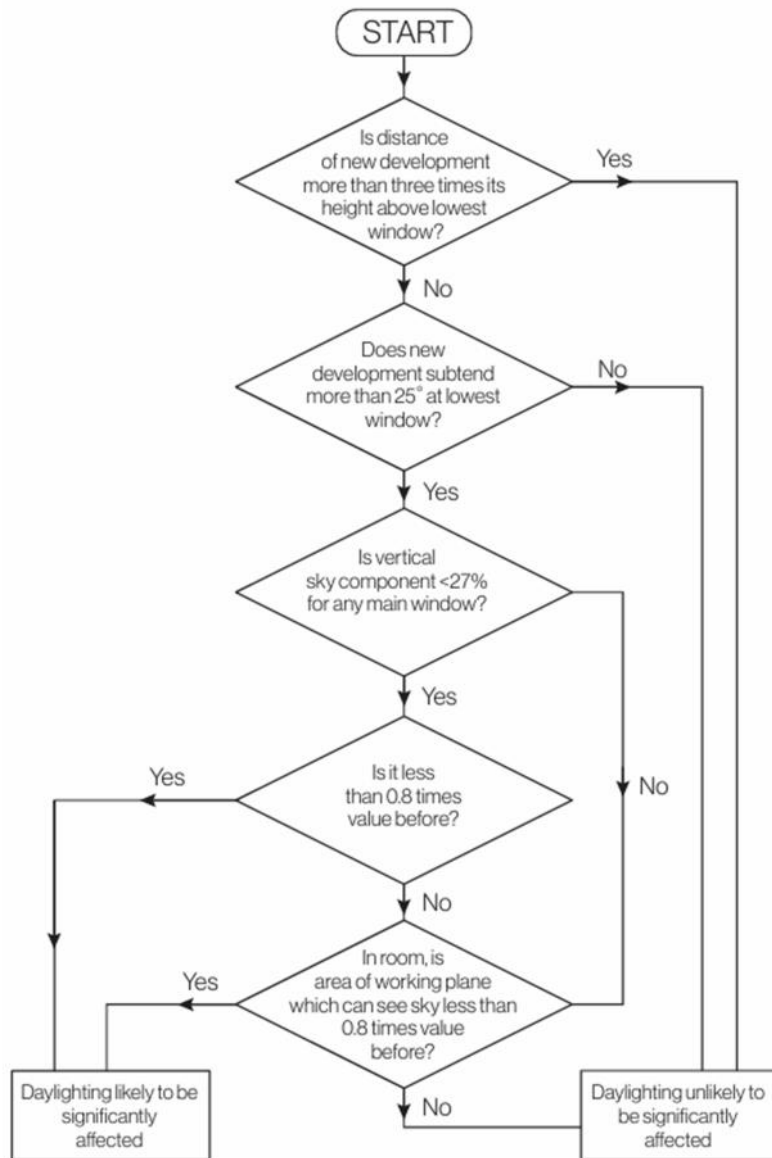 START
Is distance
of new development
more than three times its
height above lowest
window?
Yes
No
Does new
development subtend
more than 25° at lowest
window?
No
Yes
Is vertical
sky component <27%
for any main window?
Yes
No
Is it less
than 0.8 times
value before?
Yes
No
In room, is
area of working plane
which can see sky less than
0.8 times value
before?
Yes
No
Daylighting likely to be
significantly
affected
Daylighting unlikely to
be significantly
affected